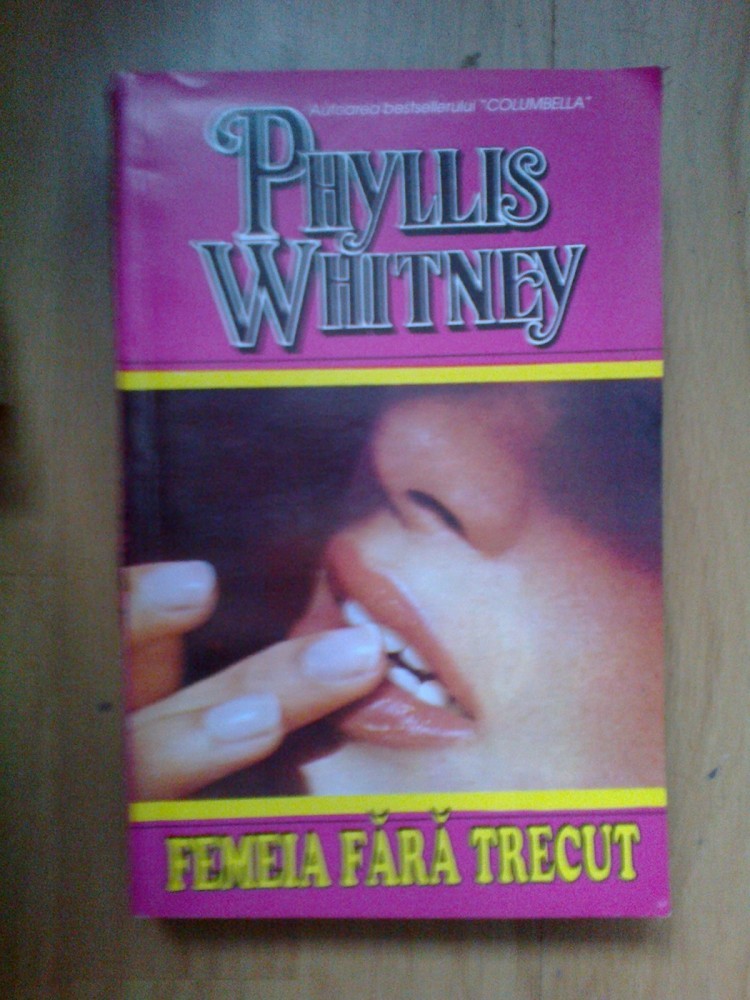 Autoarea bestsellerului "COLUMBELLA"
PHYLLIS
WHITNEY
FEMEIA FĂRĂ TRECUT